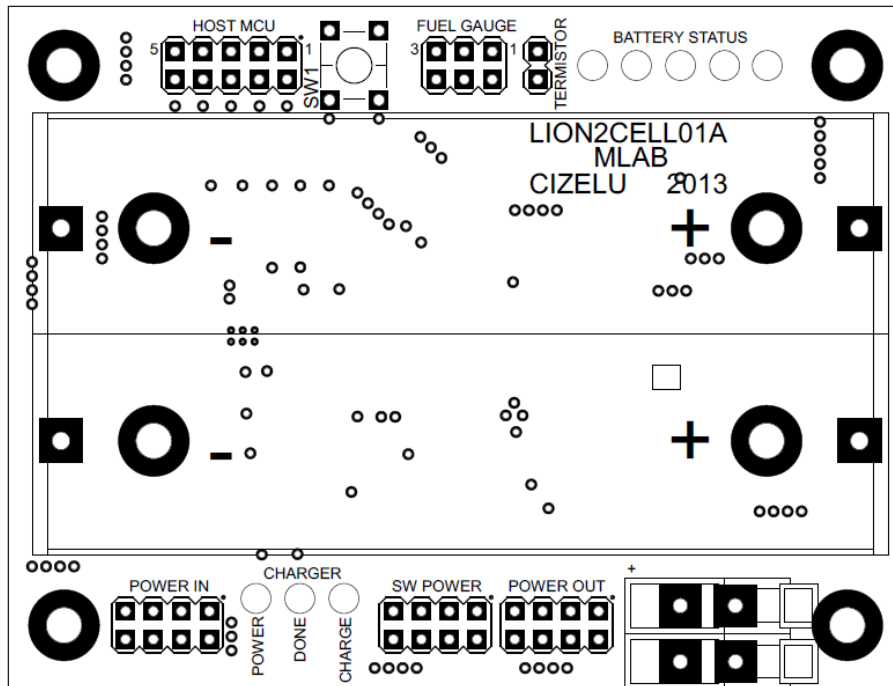 HOST MCU
5
1
SW1
FUEL GAUGE
3
1
TERMISTOR
BATTERY STATUS
LION2CELL01A
MLAB
CIZELU 2013
-
+
-
+
POWER IN
CHARGER
POWER
DONE
CHARGE
SW POWER
POWER OUT
+